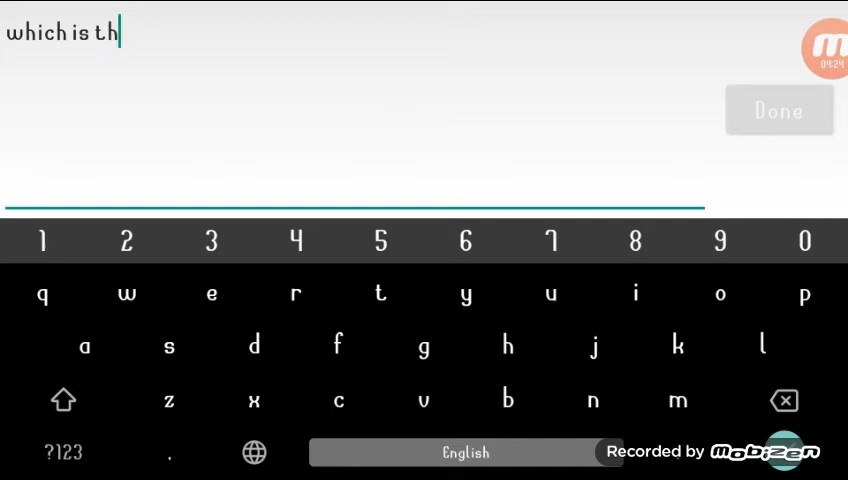 which is th
04:24
Done
1 2 3 4 5 6 7 8 9 0
q w e r t y u i o p
a s d f g h j k l
z x c v b n m
?123 . English
Recorded by mobizen